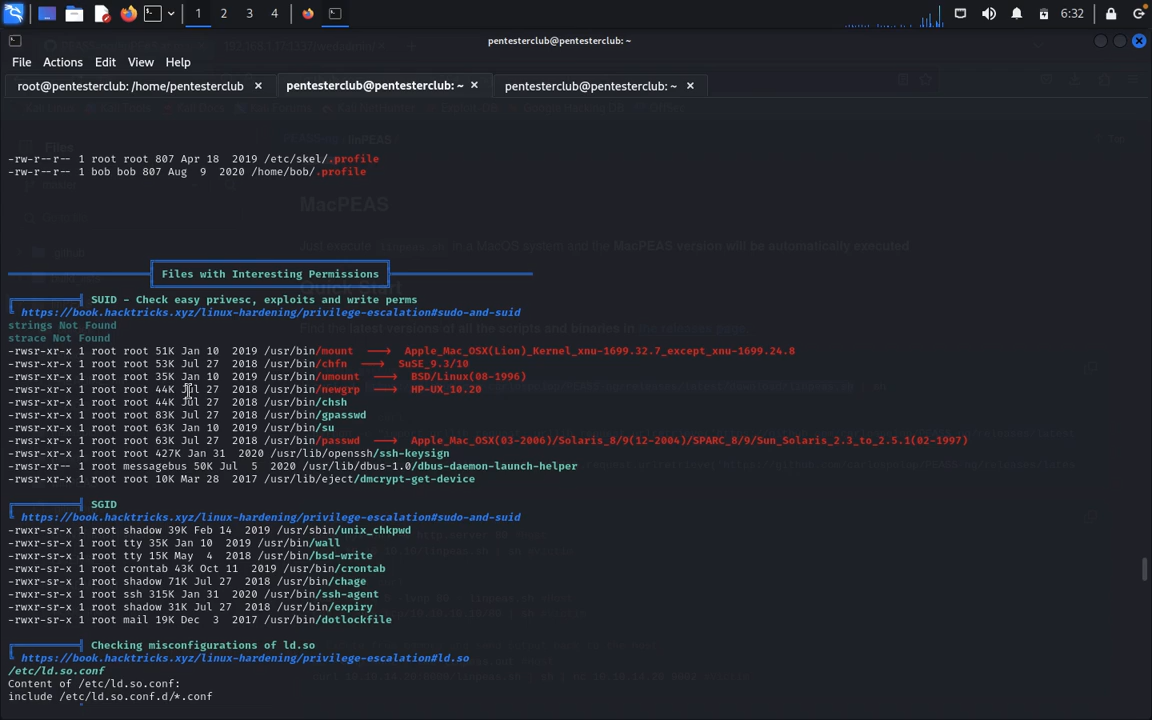 1 2 3 4 6:32
pentesterclub@pentesterclub: ~
File Actions Edit View Help
root@pentesterclub: /home/pentesterclub × pentesterclub@pentesterclub: ~ × pentesterclub@pentesterclub: ~ ×
-rw-r--r-- 1 root root 807 Apr 18  2019 /etc/skel/.profile
-rw-r--r-- 1 bob bob 807 Aug  9  2020 /home/bob/.profile
MacPEAS
Files with Interesting Permissions
SUID - Check easy privesc, exploits and write perms
https://book.hacktricks.xyz/linux-hardening/privilege-escalation#sudo-and-suid
strings Not Found
strace Not Found
-rwsr-xr-x 1 root root 51K Jan 10  2019 /usr/bin/mount  --->  Apple_Mac_OSX(Lion)_Kernel_xnu-1699.32.7_except_xnu-1699.24.8
-rwsr-xr-x 1 root root 53K Jul 27  2018 /usr/bin/chfn  --->  SuSE_9.3/10
-rwsr-xr-x 1 root root 35K Jan 10  2019 /usr/bin/umount  --->  BSD/Linux(08-1996)
-rwsr-xr-x 1 root root 44K Jul 27  2018 /usr/bin/newgrp  --->  HP-UX_10.20
-rwsr-xr-x 1 root root 44K Jul 27  2018 /usr/bin/chsh
-rwsr-xr-x 1 root root 83K Jul 27  2018 /usr/bin/gpasswd
-rwsr-xr-x 1 root root 63K Jan 10  2019 /usr/bin/su
-rwsr-xr-x 1 root root 63K Jul 27  2018 /usr/bin/passwd  --->  Apple_Mac_OSX(03-2006)/Solaris_8/9(12-2004)/SPARC_8/9/Sun_Solaris_2.3_to_2.5.1(02-1997)
-rwsr-xr-x 1 root root 427K Jan 31  2020 /usr/lib/openssh/ssh-keysign
-rwsr-xr-- 1 root messagebus 50K Jul  5  2020 /usr/lib/dbus-1.0/dbus-daemon-launch-helper
-rwsr-xr-x 1 root root 10K Mar 28  2017 /usr/lib/eject/dmcrypt-get-device
SGID
https://book.hacktricks.xyz/linux-hardening/privilege-escalation#sudo-and-suid
-rwxr-sr-x 1 root shadow 39K Feb 14  2019 /usr/sbin/unix_chkpwd
-rwxr-sr-x 1 root tty 35K Jan 10  2019 /usr/bin/wall
-rwxr-sr-x 1 root tty 15K May  4  2018 /usr/bin/bsd-write
-rwxr-sr-x 1 root crontab 43K Oct 11  2019 /usr/bin/crontab
-rwxr-sr-x 1 root shadow 71K Jul 27  2018 /usr/bin/chage
-rwxr-sr-x 1 root ssh 315K Jan 31  2020 /usr/bin/ssh-agent
-rwxr-sr-x 1 root shadow 31K Jul 27  2018 /usr/bin/expiry
-rwxr-sr-x 1 root mail 19K Dec  3  2017 /usr/bin/dotlockfile
Checking misconfigurations of ld.so
https://book.hacktricks.xyz/linux-hardening/privilege-escalation#ld.so
/etc/ld.so.conf
Content of /etc/ld.so.conf:
include /etc/ld.so.conf.d/*.conf